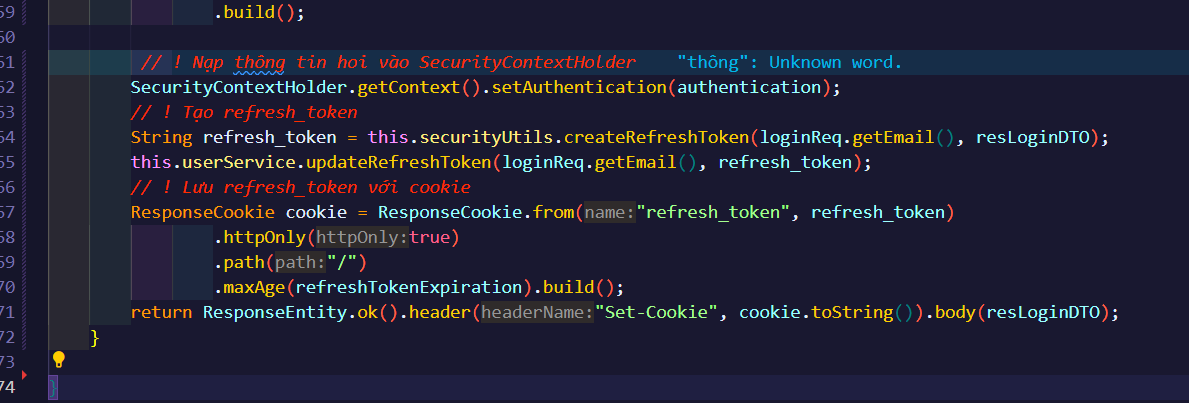 59 .build();
60
61 // ! Nạp thông tin hoi vào SecurityContextHolder "thông": Unknown word.
62 SecurityContextHolder.getContext().setAuthentication(authentication);
63 // ! Tạo refresh_token
64 String refresh_token = this.securityUtils.createRefreshToken(loginReq.getEmail(), resLoginDTO);
65 this.userService.updateRefreshToken(loginReq.getEmail(), refresh_token);
66 // ! Lưu refresh_token với cookie
67 ResponseCookie cookie = ResponseCookie.from(name:"refresh_token", refresh_token)
68 .httpOnly(httpOnly:true)
69 .path(path:"/")
70 .maxAge(refreshTokenExpiration).build();
71 return ResponseEntity.ok().header(headerName:"Set-Cookie", cookie.toString()).body(resLoginDTO);
72 }
73
74 }